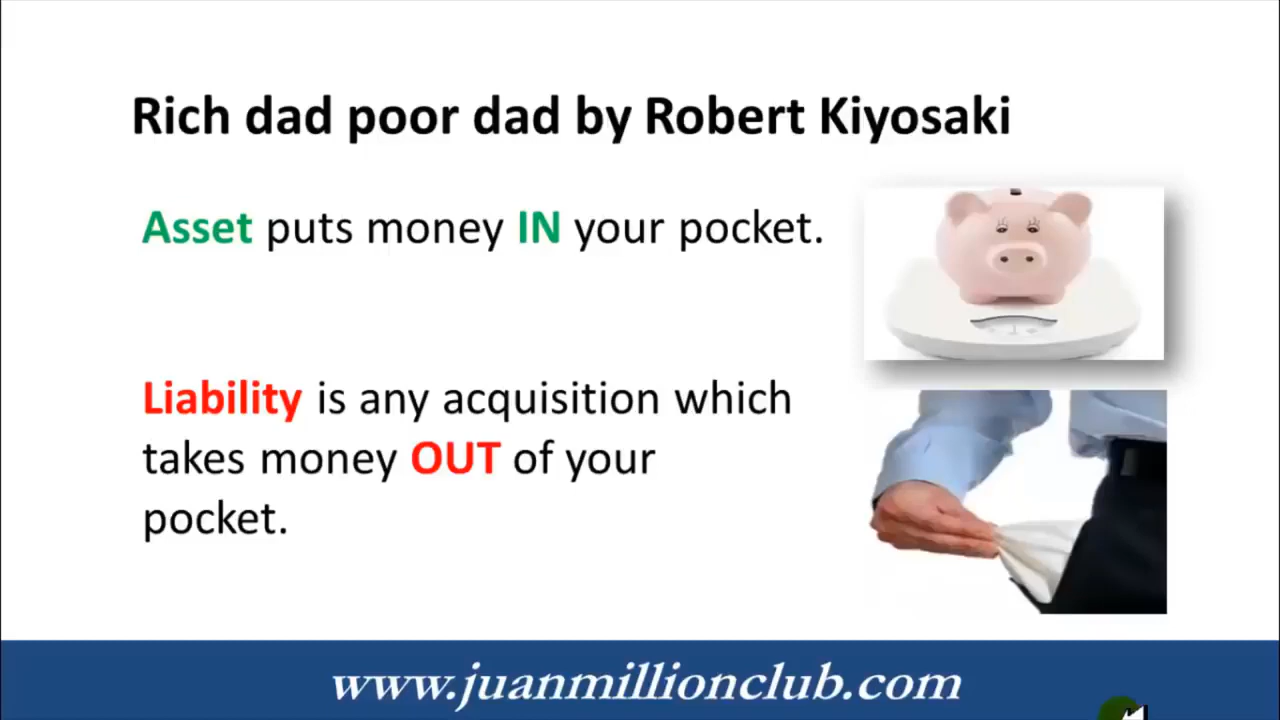 Rich dad poor dad by Robert Kiyosaki
Asset puts money IN your pocket.
Liability is any acquisition which
takes money OUT of your
pocket.
www.juanmillionclub.com